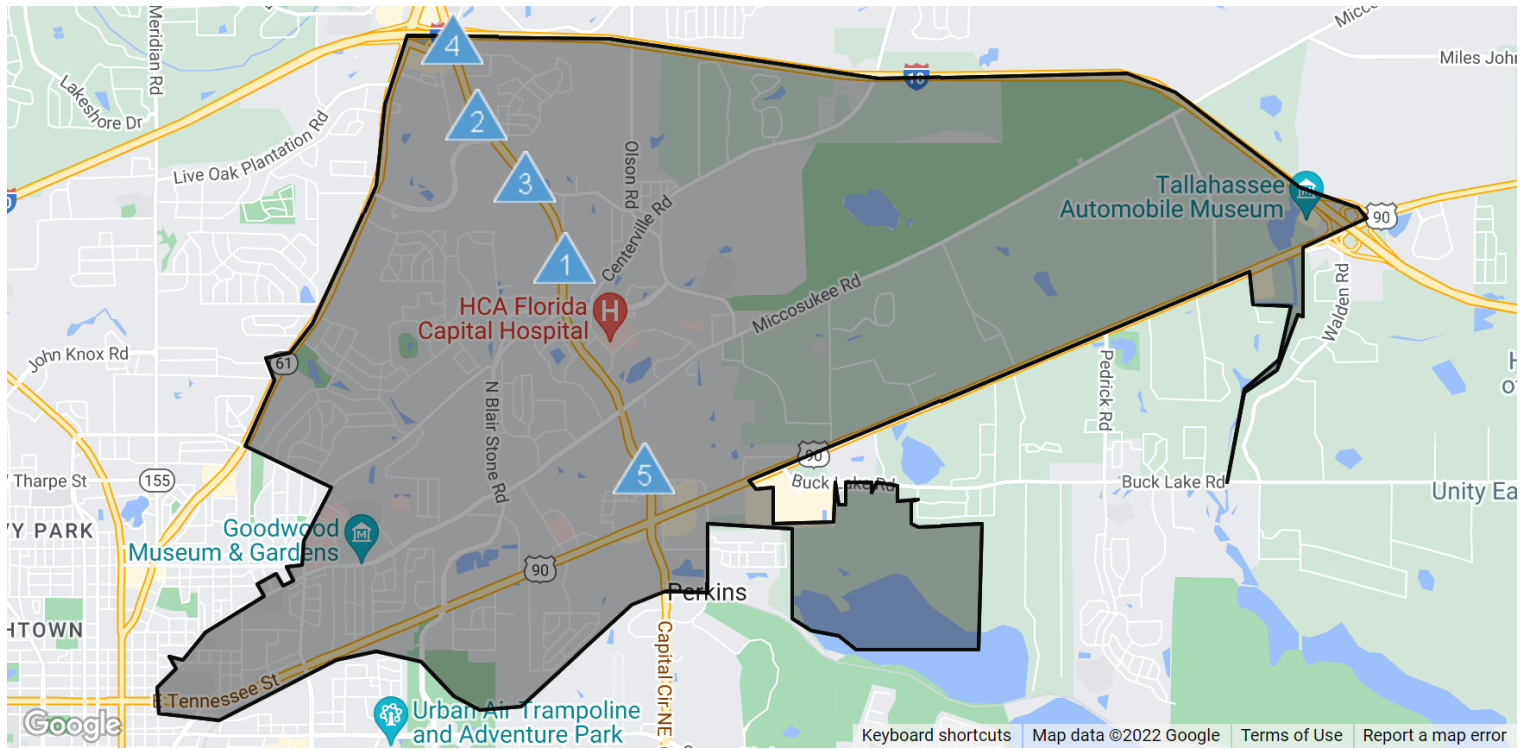 Meridian Rd
4
Micc
10
Miles John
Lakeshore Dr
2
Live Oak Plantation Rd
Olson Rd
3
Tallahassee
Automobile Museum
90
Centerville Rd
1
HCA Florida
Capital Hospital
H
Miccosukee Rd
Walden Rd
John Knox Rd
61
Pedrick Rd
N Blair Stone Rd
90
5
Tharpe St
155
Buck Lake Rd
Buck Lake Rd
Unity Ea
VY PARK
Goodwood
Museum & Gardens
M
90
Perkins
HTOWN
Capital Cir NE
E Tennessee St
Urban Air Trampoline
and Adventure Park
Google
Keyboard shortcuts
Map data ©2022 Google
Terms of Use
Report a map error